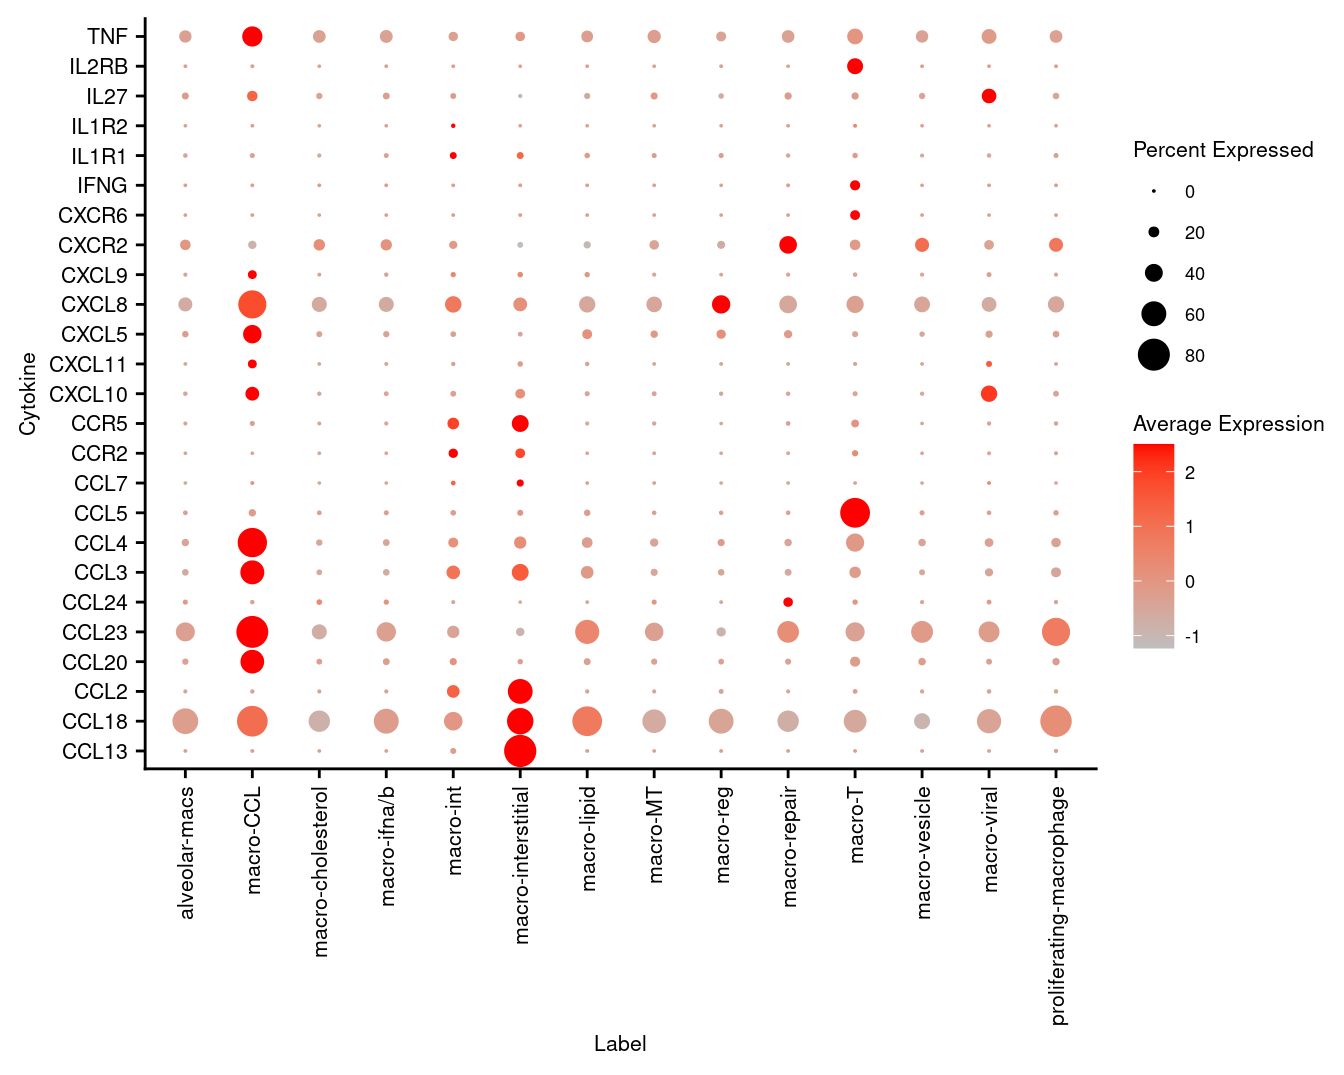 TNF
IL2RB
IL27
IL1R2
IL1R1
IFNG
CXCR6
CXCR2
CXCL9
CXCL8
CXCL5
CXCL11
CXCL10
CCR5
CCR2
CCL7
CCL5
CCL4
CCL3
CCL24
CCL23
CCL20
CCL2
CCL18
CCL13
Cytokine
alveolar-macs
macro-CCL
macro-cholesterol
macro-ifna/b
macro-int
macro-interstitial
macro-lipid
macro-MT
macro-reg
macro-repair
macro-T
macro-vesicle
macro-viral
proliferating-macrophage
Label
Percent Expressed
0
20
40
60
80
Average Expression
2
1
0
-1